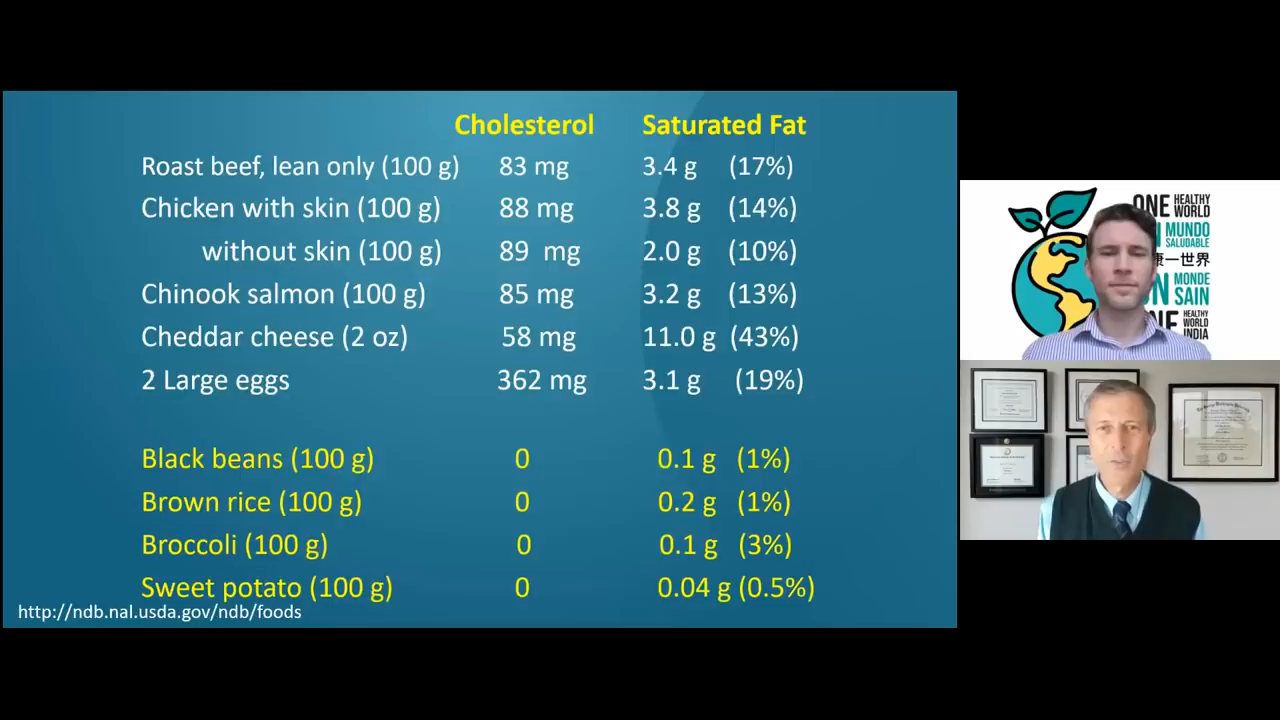 Cholesterol Saturated Fat
Roast beef, lean only (100 g) 83 mg 3.4 g (17%)
Chicken with skin (100 g) 88 mg 3.8 g (14%)
without skin (100 g) 89 mg 2.0 g (10%)
Chinook salmon (100 g) 85 mg 3.2 g (13%)
Cheddar cheese (2 oz) 58 mg 11.0 g (43%)
2 Large eggs 362 mg 3.1 g (19%)
Black beans (100 g) 0 0.1 g (1%)
Brown rice (100 g) 0 0.2 g (1%)
Broccoli (100 g) 0 0.1 g (3%)
Sweet potato (100 g) 0 0.04 g (0.5%)
http://ndb.nal.usda.gov/ndb/foods
ONE HEALTHY WORLD
MUNDO SALUDABLE
康一世界
MONDE SAIN
HEALTHY WORLD INDIA